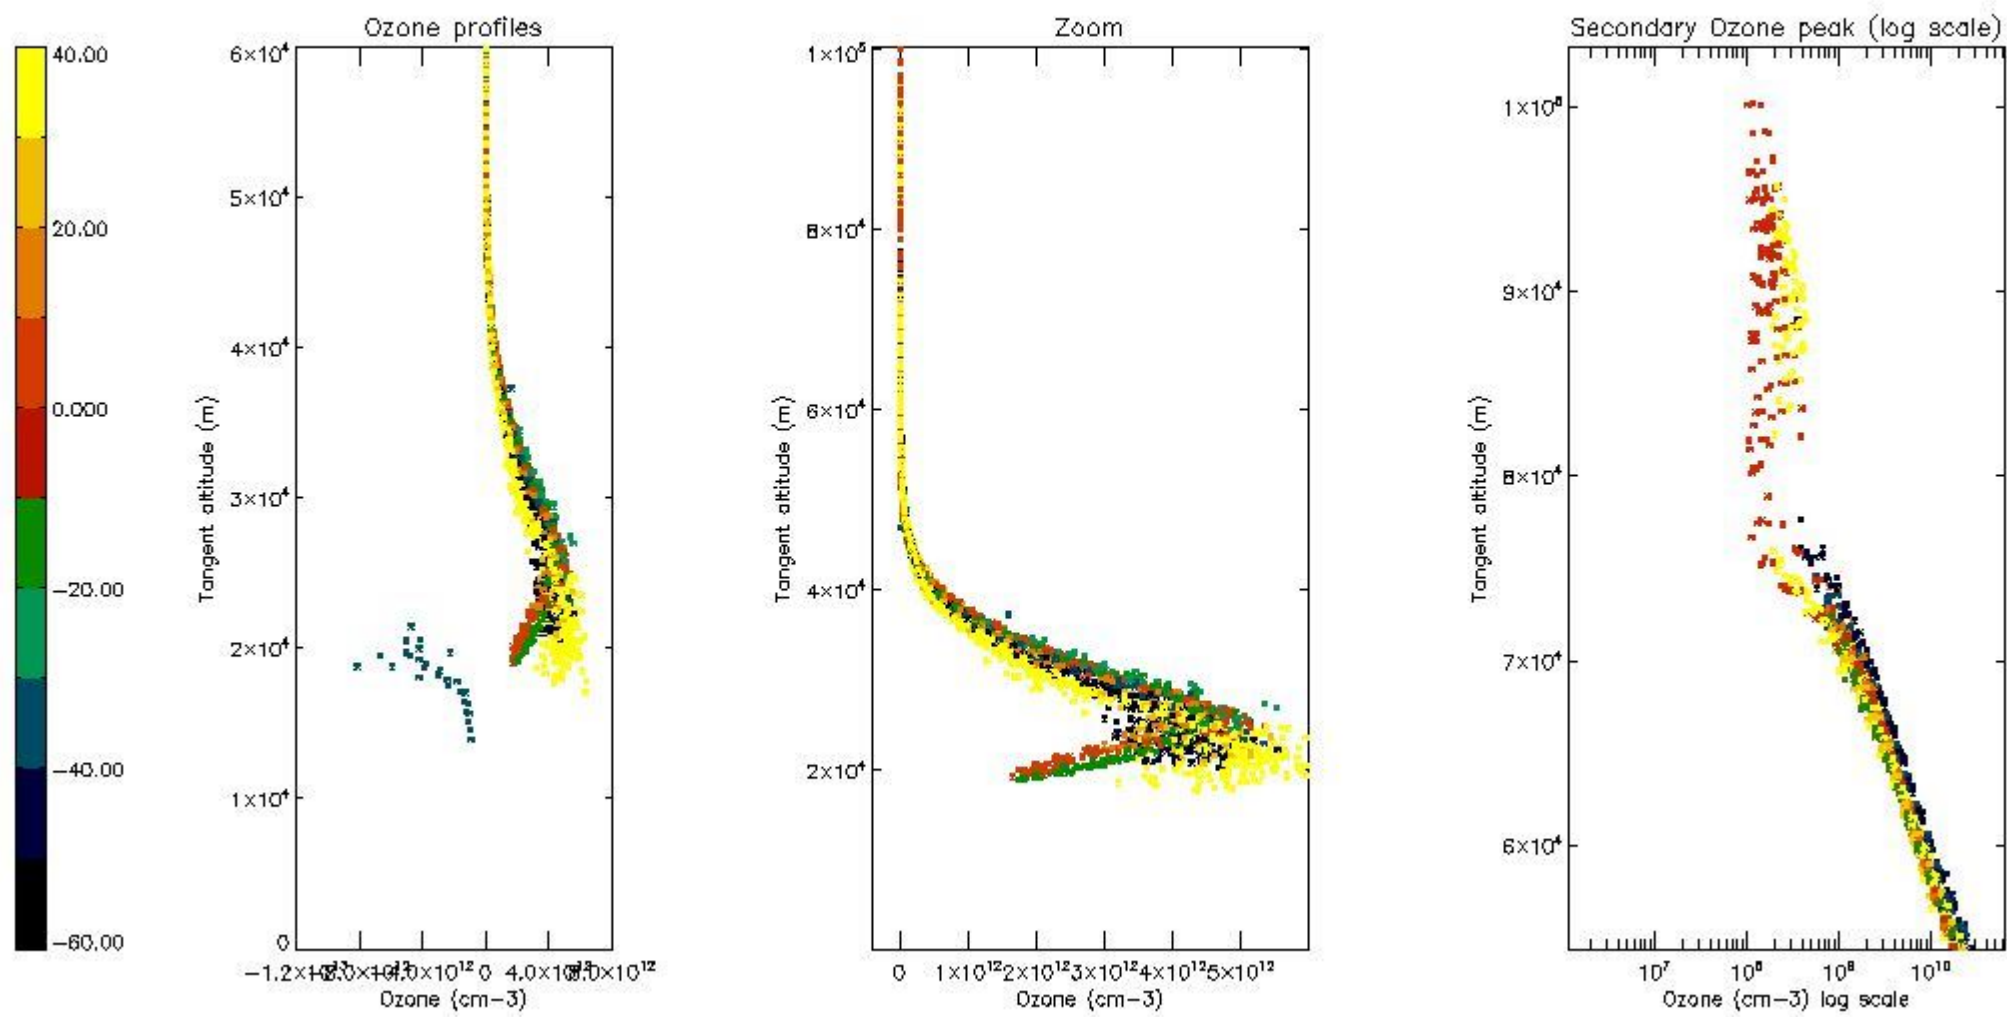 Ozone profiles
Zoom
Secondary Ozone peak (log scale)
40.00
20.00
0.000
−20.00
−40.00
−60.00
Tangent altitude (m)
6×10⁴
5×10⁴
4×10⁴
3×10⁴
2×10⁴
1×10⁴
0
0
4.0×10¹²
8.0×10¹²
Ozone (cm−3)
Tangent altitude (m)
1×10⁵
8×10⁴
6×10⁴
4×10⁴
2×10⁴
0 1×10¹² 2×10¹² 3×10¹² 4×10¹² 5×10¹²
Ozone (cm−3)
Tangent altitude (m)
9×10⁴
8×10⁴
7×10⁴
6×10⁴
10⁷ 10⁸ 10⁹ 10¹⁰
Ozone (cm−3) log scale